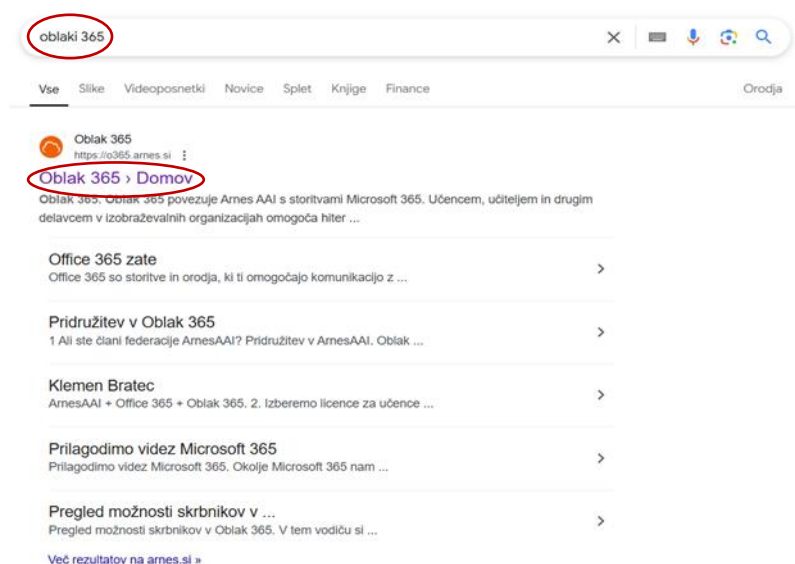 oblaki 365
Vse Slike Videoposnetki Novice Splet Knjige Finance Orodja
Oblak 365
https://o365.arnes.si
Oblak 365 › Domov
Oblak 365. Oblak 365 povezuje Arnes AAI s storitvami Microsoft 365. Učencem, učiteljem in drugim
delavcem v izobraževalnih organizacijah omogoča hiter ...
Office 365 zate
Office 365 so storitve in orodja, ki ti omogočajo komunikacijo z ...
Pridružitev v Oblak 365
1 Ali ste člani federacije ArnesAAI? Pridružitev v ArnesAAI. Oblak ...
Klemen Bratec
ArnesAAI + Office 365 + Oblak 365. 2. Izberemo licence za učence ...
Prilagodimo videz Microsoft 365
Prilagodimo videz Microsoft 365. Okolje Microsoft 365 nam ...
Pregled možnosti skrbnikov v ...
Pregled možnosti skrbnikov v Oblak 365. V tem vodiču si ...
Več rezultatov na arnes.si »